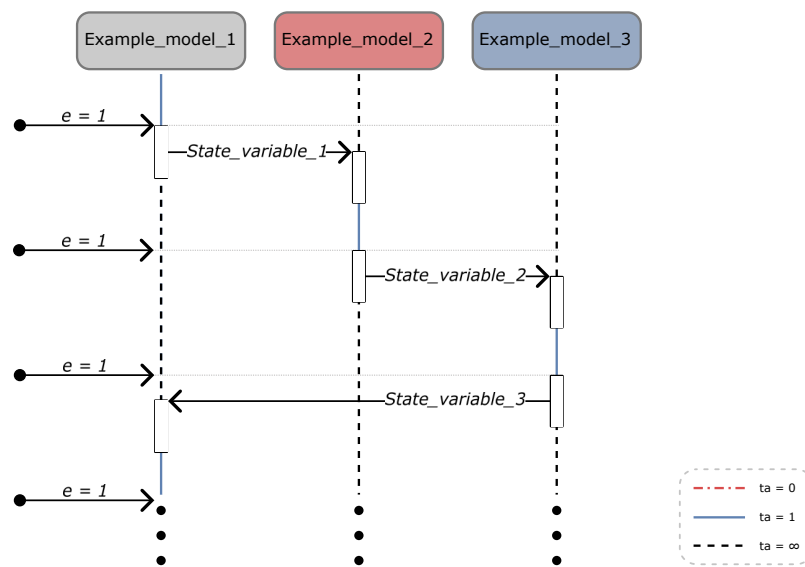 Example_model_1
Example_model_2
Example_model_3
e = 1
State_variable_1
e = 1
State_variable_2
e = 1
State_variable_3
e = 1
ta = 0
ta = 1
ta = ∞